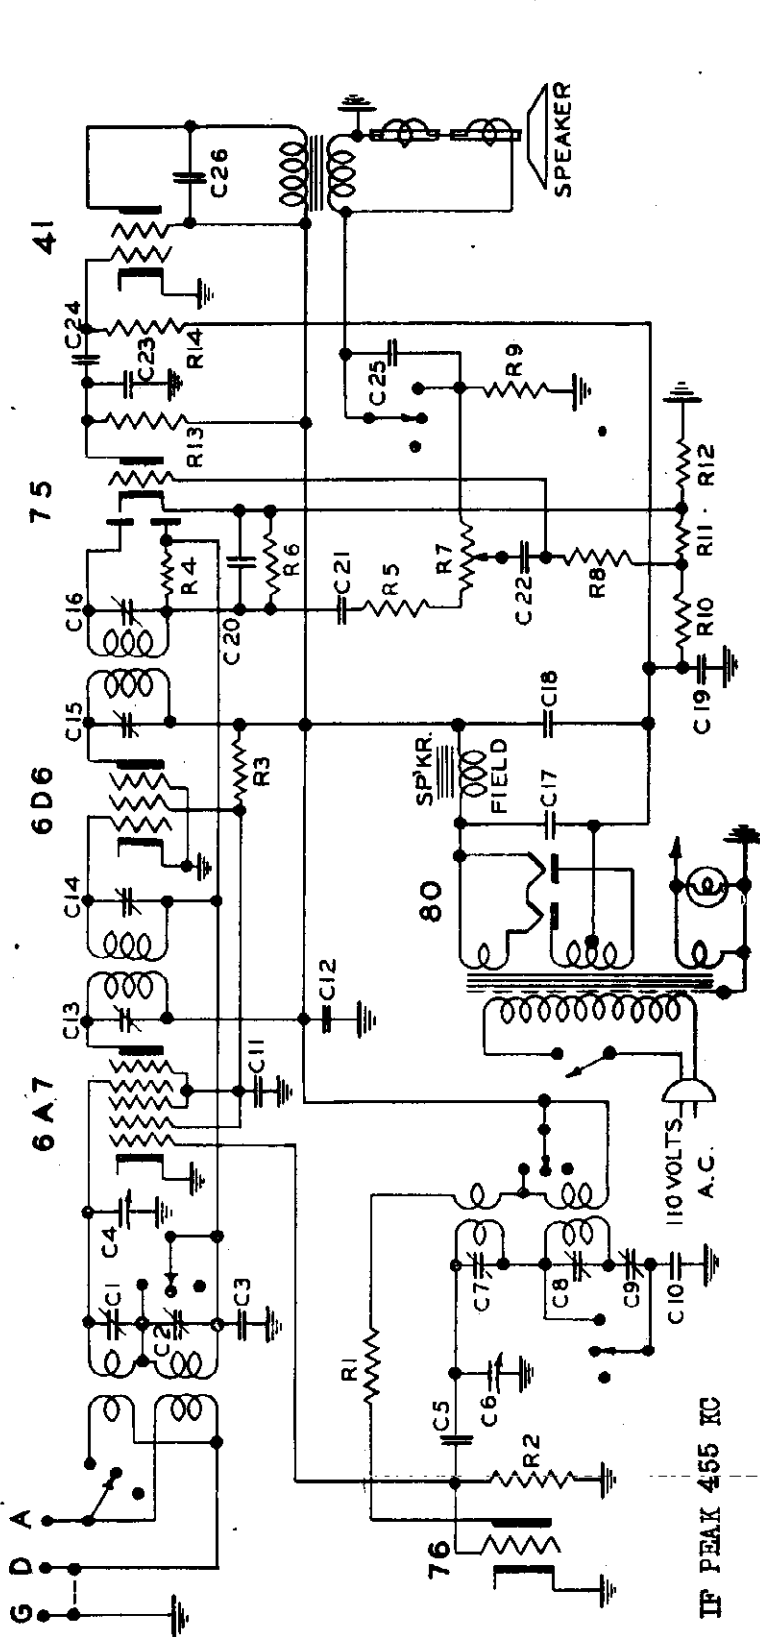 G D A
6A7
6D6
75
41
C1
C2
C3
C4
C13
C11
C12
C14
R3
C15
C16
R4
C20
R6
C21
R5
R7
C22
R8
R13
C23
C24
R14
C26
C25
R9
SPEAKER
76
R1
C5
C6
R2
C7
C8
C9
C10
110 VOLTS
A.C.
80
SP'KR.
FIELD
C17
C18
C19
R10
R11
R12
IF PEAK 455 KC